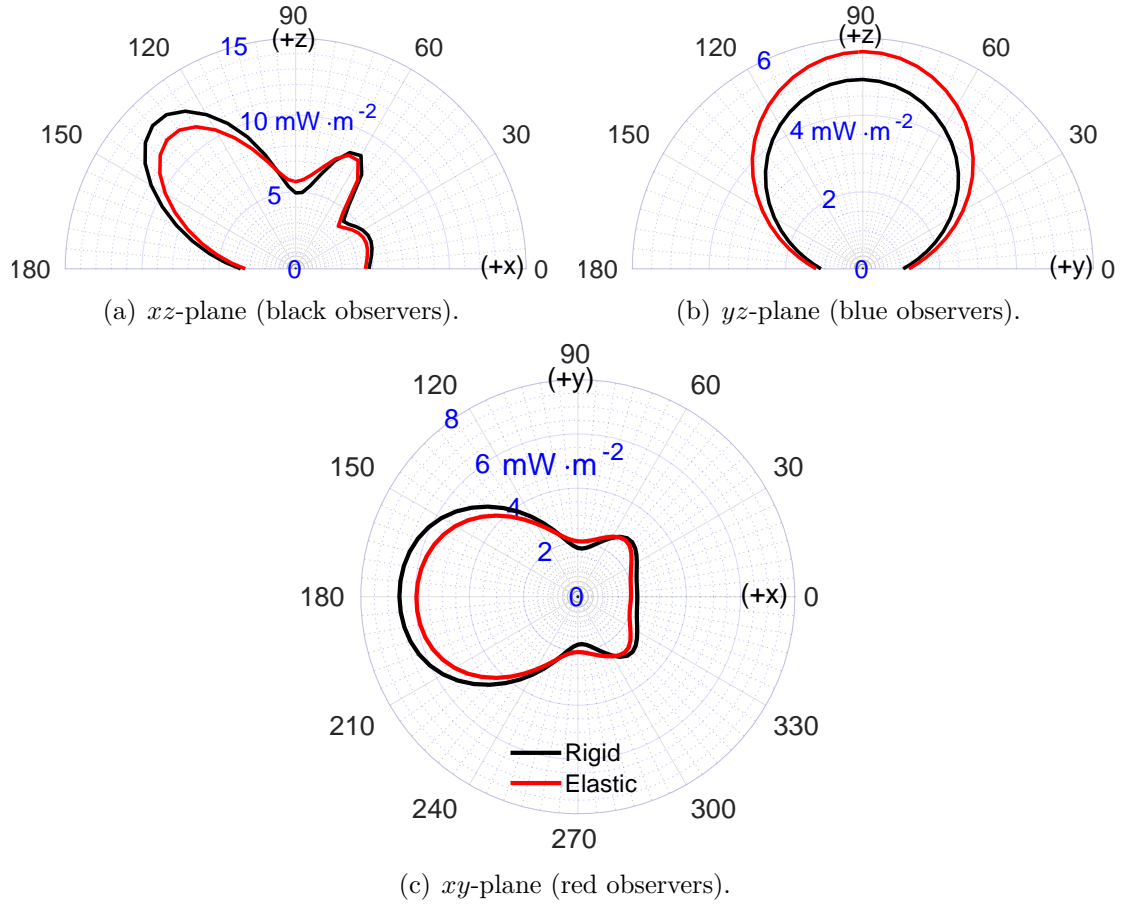 90
(+z)
120
15
60
10 mW ·m-2
150
30
5
180
0
(+x)
0
(a) xz-plane (black observers).
90
(+z)
120
6
60
4 mW ·m-2
150
30
2
180
0
(+y)
0
(b) yz-plane (blue observers).
90
(+y)
120
8
60
6 mW ·m-2
150
30
4
2
180
0
(+x)
0
210
330
Rigid
Elastic
240
300
270
(c) xy-plane (red observers).